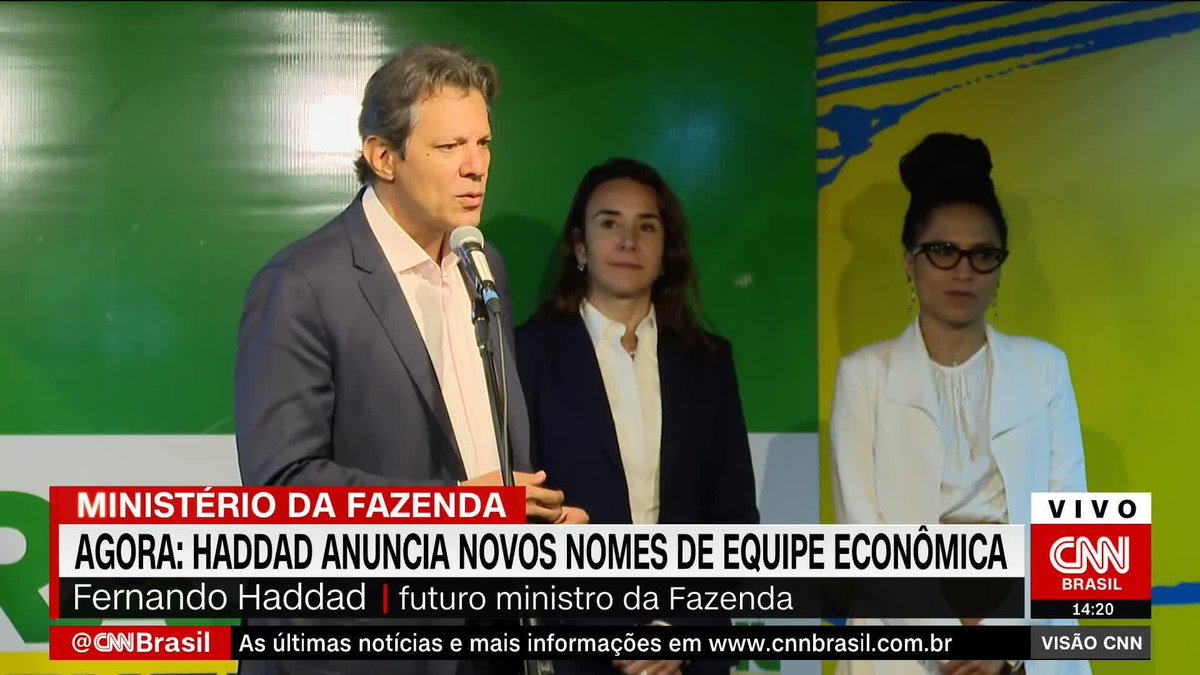 MINISTÉRIO DA FAZENDA
AGORA: HADDAD ANUNCIA NOVOS NOMES DE EQUIPE ECONÔMICA
Fernando Haddad | futuro ministro da Fazenda
VIVO
CNN
BRASIL
14:20
@CNNBrasil
As últimas notícias e mais informações em www.cnnbrasil.com.br
VISÃO CNN